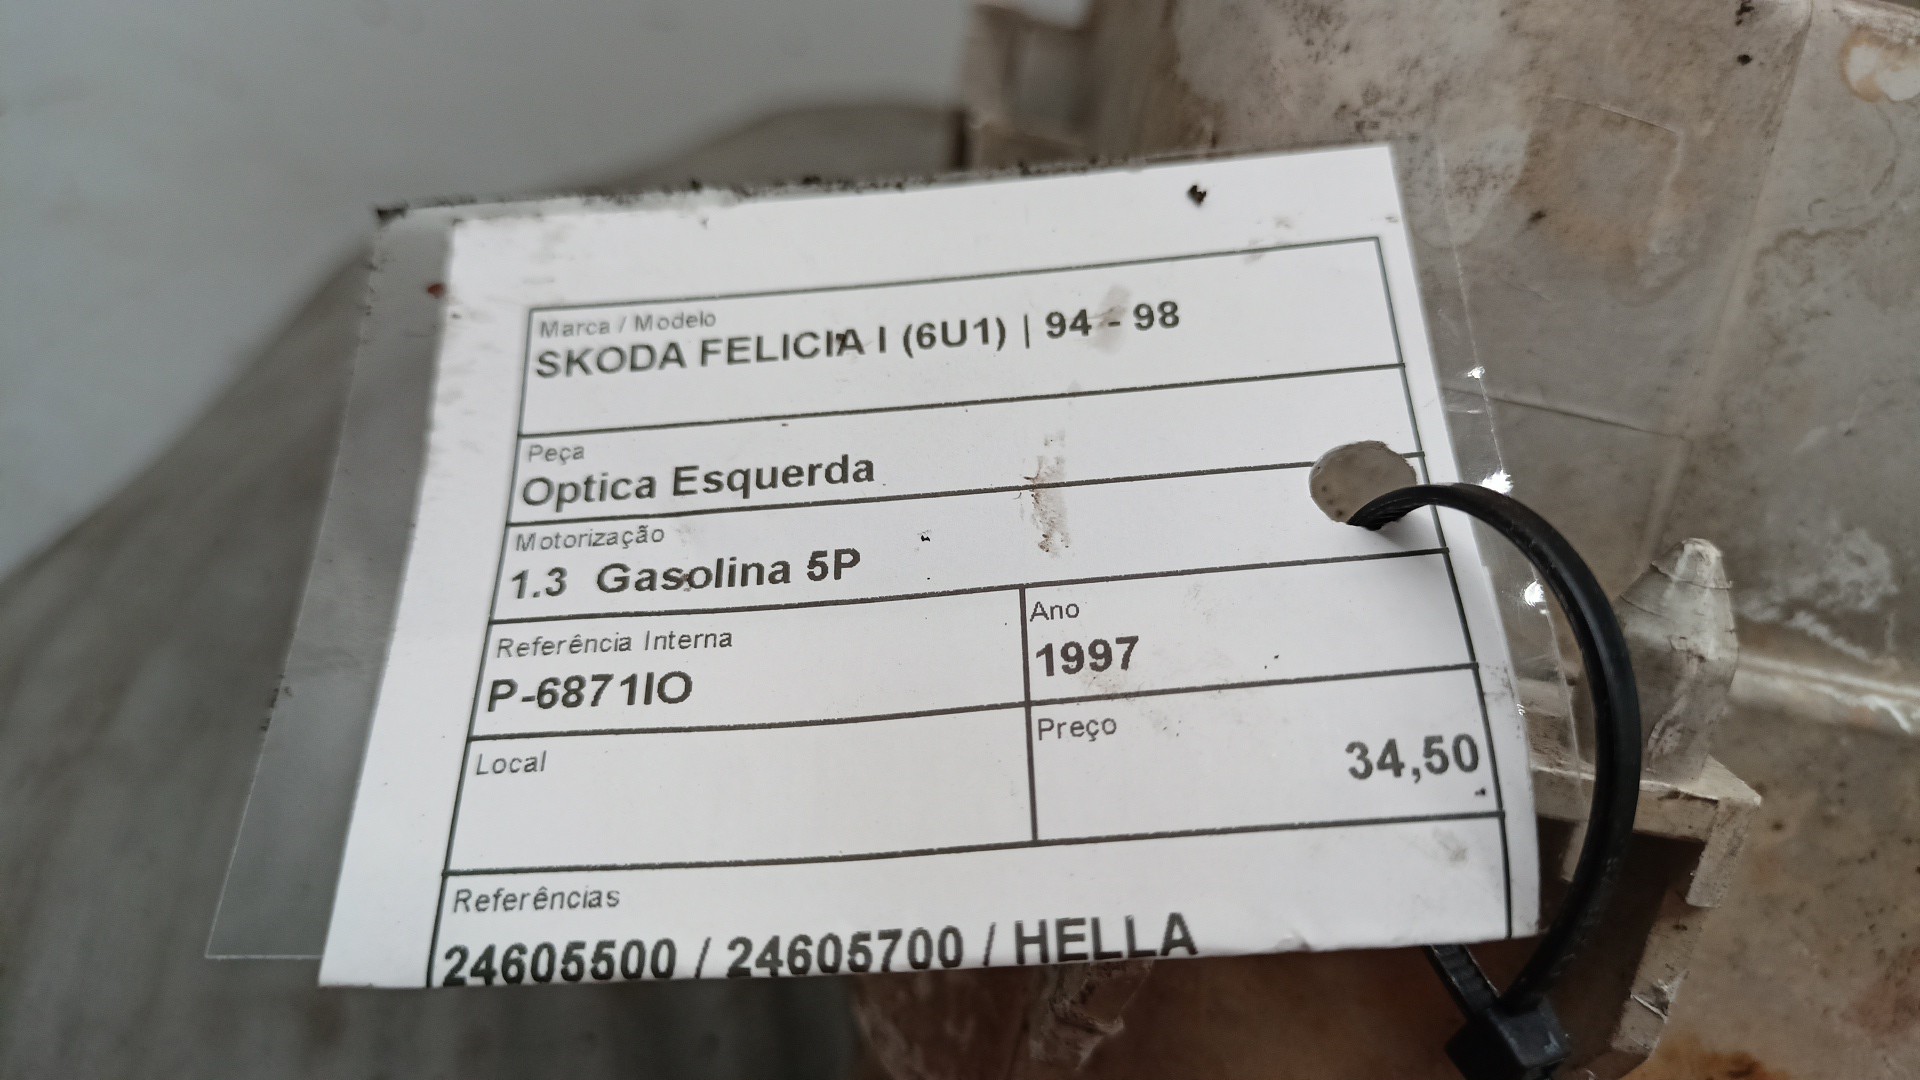 Marca / Modelo
SKODA FELICIA I (6U1) | 94 - 98
Peça
Optica Esquerda
Motorização
1.3 Gasolina 5P
Referência Interna
P-6871IO
Ano
1997
Local
Preço
34,50
Referências
24605500 / 24605700 / HELLA